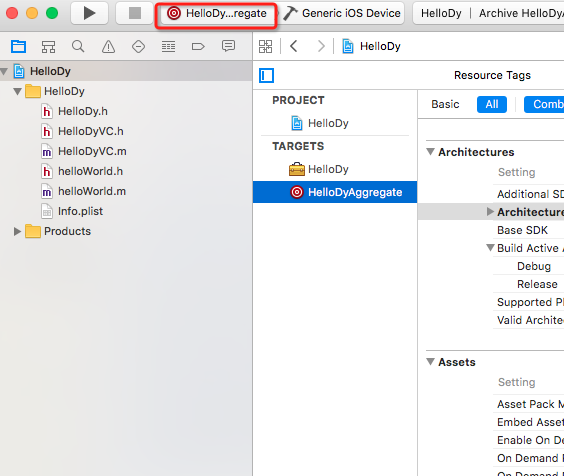 HelloDy...regate
Generic iOS Device
HelloDy | Archive HelloDyA
HelloDy
HelloDy
HelloDy.h
HelloDyVC.h
HelloDyVC.m
helloWorld.h
helloWorld.m
Info.plist
Products
HelloDy
Resource Tags
PROJECT
HelloDy
TARGETS
HelloDy
HelloDyAggregate
Basic
All
Comb
Architectures
Setting
Additional SD
Architecture
Base SDK
Build Active A
Debug
Release
Supported Pl
Valid Archite
Assets
Setting
Asset Pack M
Embed Asset
Enable On De
On Demand R
On Demand R